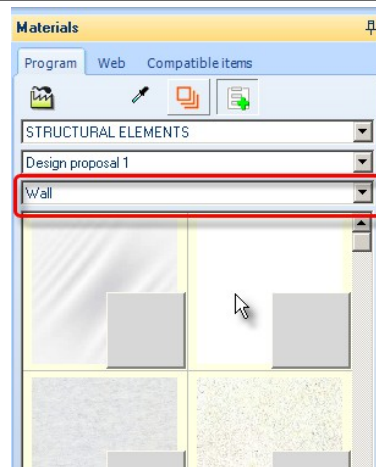 Materials
Program Web Compatible items
STRUCTURAL ELEMENTS
Design proposal 1
Wall